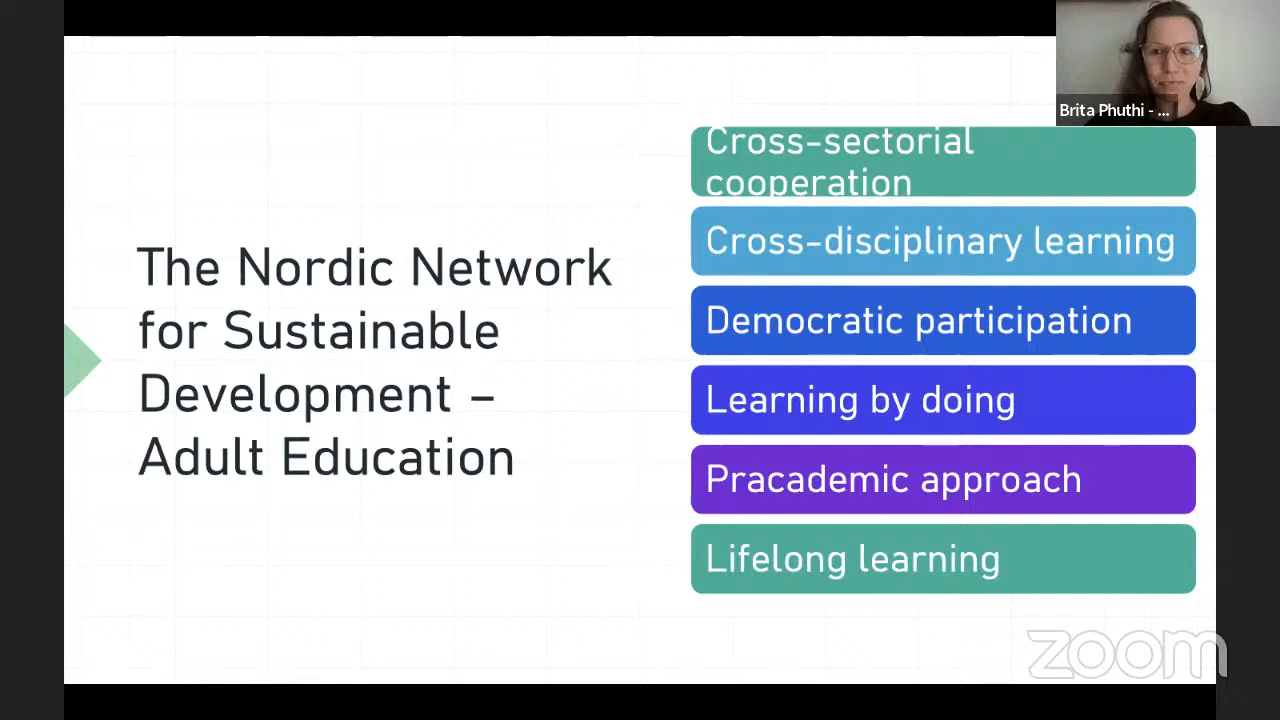 The Nordic Network
for Sustainable
Development –
Adult Education
Cross-sectorial
cooperation
Cross-disciplinary learning
Democratic participation
Learning by doing
Pracademic approach
Lifelong learning
Brita Phuthi - ...
zoom